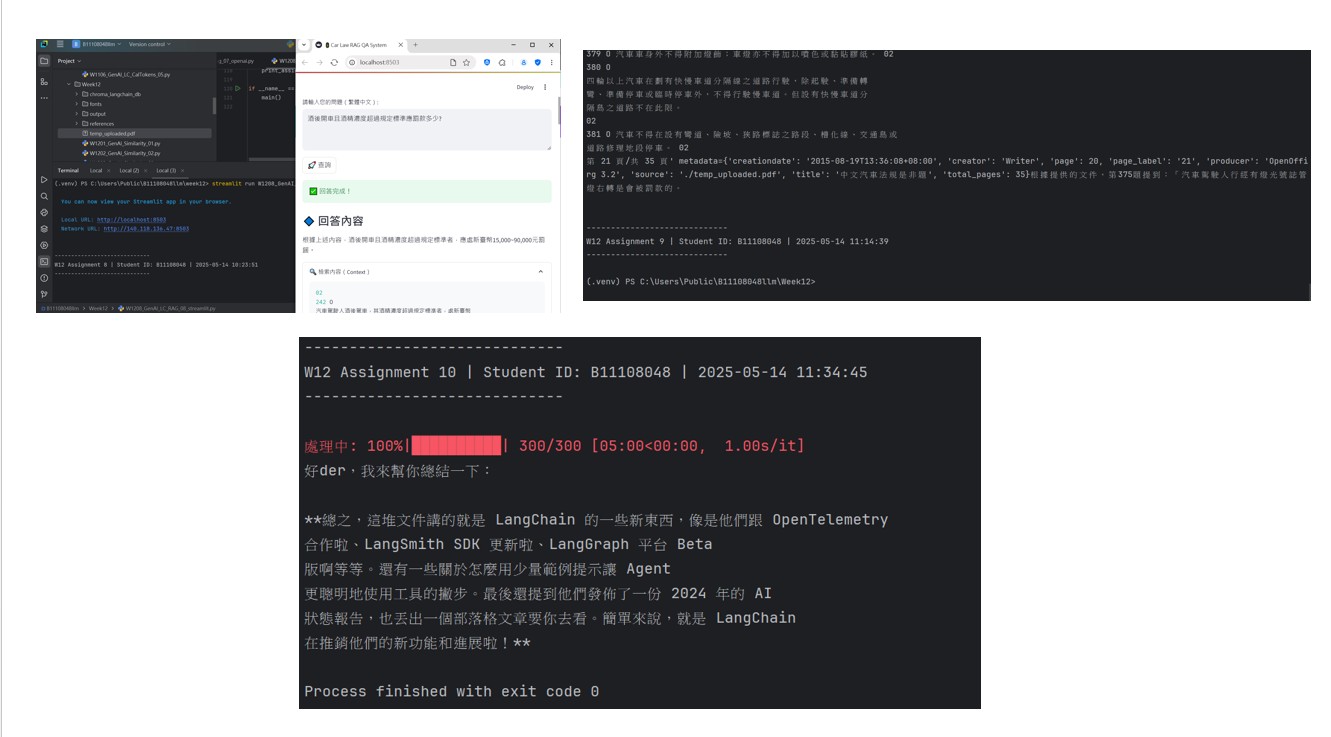 B11108048llm
Version control
Project
W1106_GenAI_LC_CalTokens_05.py
Week12
chroma_langchain_db
fonts
output
references
temp_uploaded.pdf
W1201_GenAI_Similarity_01.py
W1202_GenAI_Similarity_02.py
g_07_openai.py
W1208
if __name__ ==
main()
Terminal
Local
Local (2)
Local (3)
(.venv) PS C:\Users\Public\B11108048llm\week12> streamlit run W1208_GenAI
You can now view your Streamlit app in your browser.
Local URL: http://localhost:8503
Network URL: http://140.118.136.47:8503
W12 Assignment 8 | Student ID: B11108048 | 2025-05-14 10:23:51
B11108048llm > Week12 > W1208_GenAI_LC_RAG_08_streamlit.py
Car Law RAG QA System
localhost:8503
Deploy
請輸入您的問題（繁體中文）：
酒後開車且酒精濃度超過規定標準應罰款多少?
查詢
回答完成！
回答內容
根據上述內容，酒後開車且酒精濃度超過規定標準者，應處新臺幣15,000-90,000元罰
鍰。
檢索內容 ( Context )
02
242 O
汽車駕駛人酒後駕車，其酒精濃度超過規定標準者，處新臺幣
379 O 汽車車身外不得附加燈飾；車燈亦不得加以噴色或黏貼膠紙。 02
380 O
四輪以上汽車在劃有快慢車道分隔線之道路行駛，除起駛、準備轉
彎、準備停車或臨時停車外，不得行駛慢車道。但設有快慢車道分
隔島之道路不在此限。
02
381 O 汽車不得在設有彎道、險坡、狹路標誌之路段、槽化線、交通島或
道路修理地段停車。 02
第 21 頁/共 35 頁' metadata={'creationdate': '2015-08-19T13:36:08+08:00', 'creator': 'Writer', 'page': 20, 'page_label': '21', 'producer': 'OpenOffi
rg 3.2', 'source': './temp_uploaded.pdf', 'title': '中文汽車法規是非題', 'total_pages': 35}根據提供的文件，第375題提到：「汽車駕駛人行經有燈光號誌管
燈右轉是會被罰款的。
----------------------------
W12 Assignment 9 | Student ID: B11108048 | 2025-05-14 11:14:39
----------------------------
(.venv) PS C:\Users\Public\B11108048llm\Week12>
-----------------------------
W12 Assignment 10 | Student ID: B11108048 | 2025-05-14 11:34:45
-----------------------------
處理中: 100%|██████████| 300/300 [05:00<00:00,  1.00s/it]
好der，我來幫你總結一下：
**總之，這堆文件講的就是 LangChain 的一些新東西，像是他們跟 OpenTelemetry
合作啦、LangSmith SDK 更新啦、LangGraph 平台 Beta
版啊等等。還有一些關於怎麼用少量範例提示讓 Agent
更聰明地使用工具的撇步。最後還提到他們發佈了一份 2024 年的 AI
狀態報告，也丟出一個部落格文章要你去看。簡單來說，就是 LangChain
在推銷他們的新功能和進展啦！**
Process finished with exit code 0